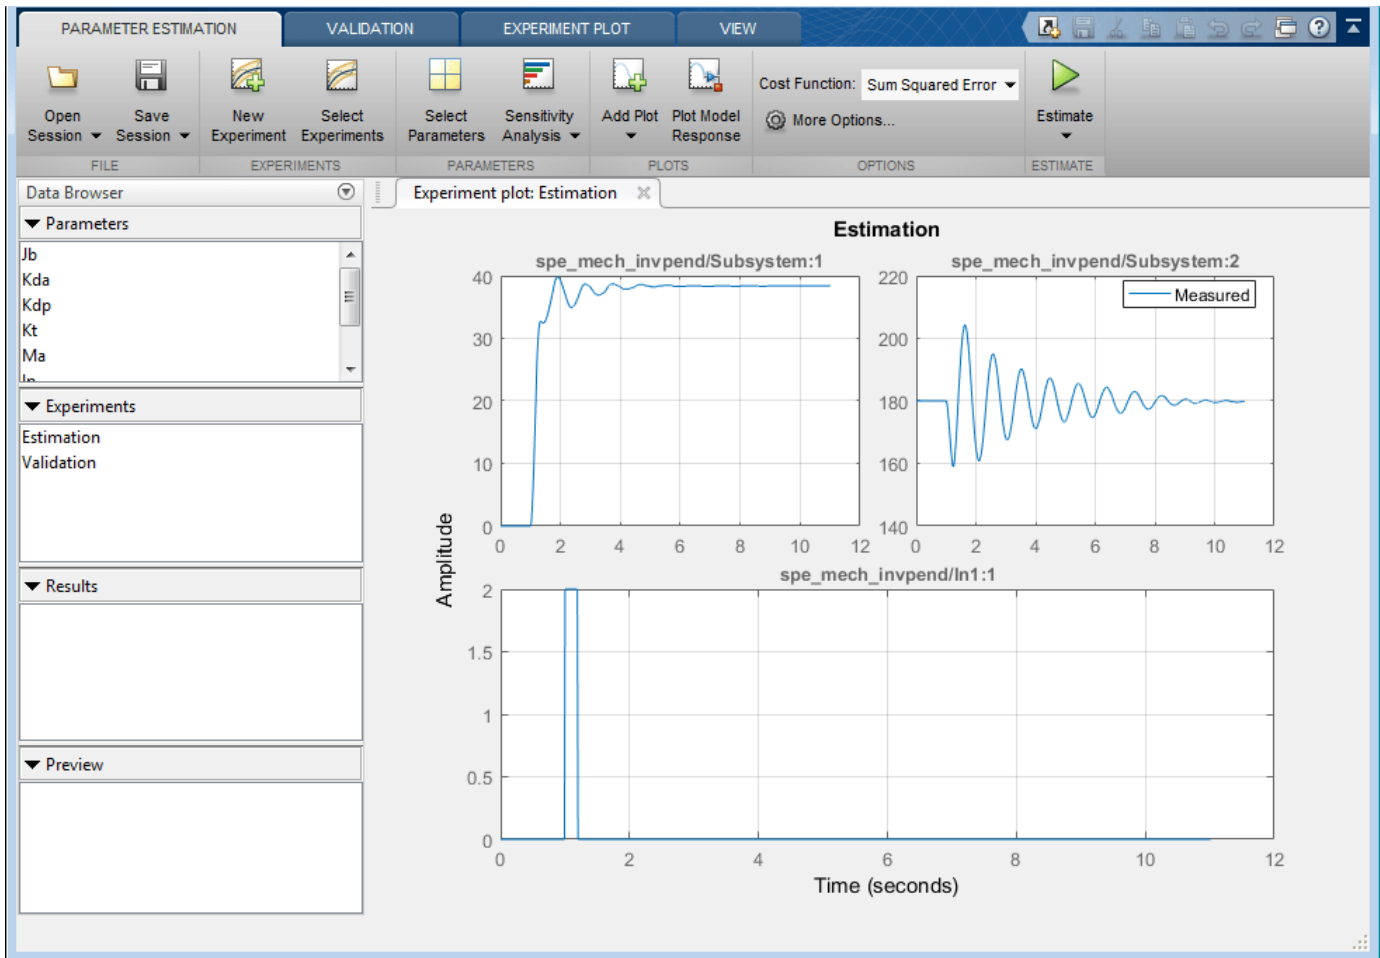 PARAMETER ESTIMATION VALIDATION EXPERIMENT PLOT VIEW
Open Session Save Session New Experiment Select Experiments Select Parameters Sensitivity Analysis Add Plot Plot Model Response Cost Function: Sum Squared Error Estimate
More Options...
FILE EXPERIMENTS PARAMETERS PLOTS OPTIONS ESTIMATE
Data Browser
Experiment plot: Estimation
Parameters
Jb
Kda
Kdp
Kt
Ma
Experiments
Estimation
Validation
Results
Preview
Estimation
spe_mech_invpend/Subsystem:1
40
30
20
10
0
0 2 4 6 8 10 12
spe_mech_invpend/Subsystem:2
Measured
220
200
180
160
140
0 2 4 6 8 10 12
Amplitude
spe_mech_invpend/In1:1
2
1.5
1
0.5
0
0 2 4 6 8 10 12
Time (seconds)